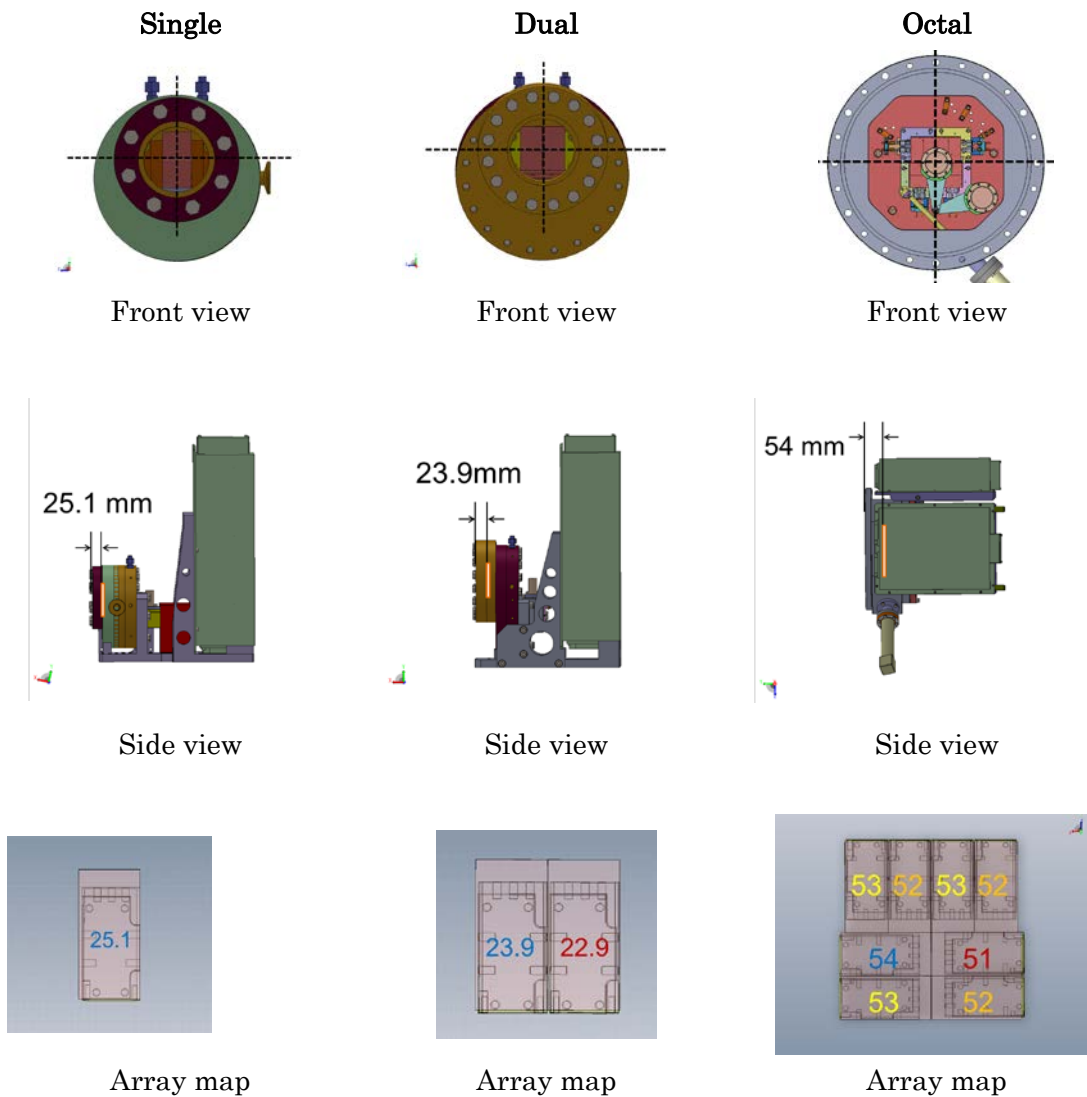 Single Dual Octal
Front view Front view Front view
25.1 mm 23.9mm 54 mm
Side view Side view Side view
25.1 23.9 22.9 53 52 53 52
54 51
53 52
Array map Array map Array map